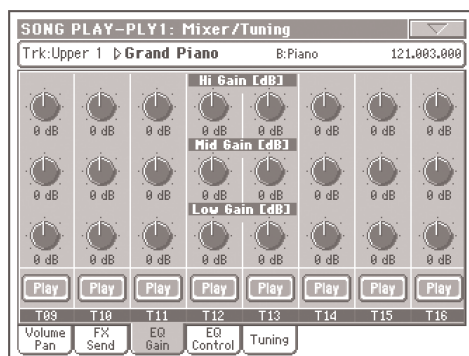 SONG PLAY-PLY1: Mixer/Tuning
Trk:Upper 1 Grand Piano B:Piano 121.003.000
Hi Gain [dB]
0 dB 0 dB 0 dB 0 dB 0 dB 0 dB 0 dB 0 dB
Mid Gain [dB]
0 dB 0 dB 0 dB 0 dB 0 dB 0 dB 0 dB 0 dB
Low Gain [dB]
0 dB 0 dB 0 dB 0 dB 0 dB 0 dB 0 dB 0 dB
Play Play Play Play Play Play Play Play
T09 T10 T11 T12 T13 T14 T15 T16
Volume Pan FX Send EQ Gain EQ Control Tuning